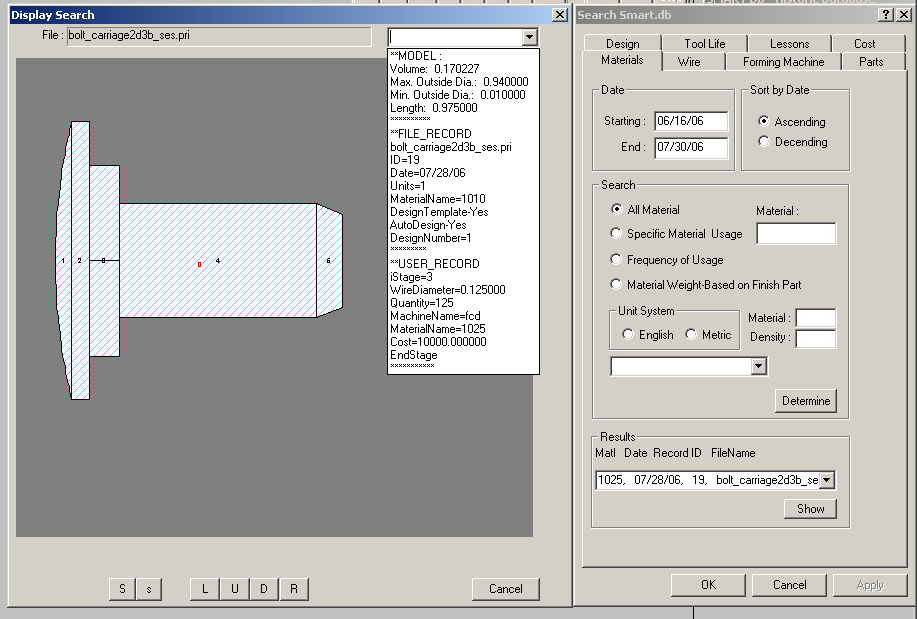 Display Search
File : bolt_carriage2d3b_ses.pri
**MODEL :
Volume: 0.170227
Max. Outside Dia.: 0.940000
Min. Outside Dia.: 0.010000
Length: 0.975000
**********
**FILE_RECORD
bolt_carriage2d3b_ses.pri
ID=19
Date=07/28/06
Units=1
MaterialName=1010
DesignTemplate-Yes
AutoDesign-Yes
DesignNumber=1
*********
**USER_RECORD
iStage=3
WireDiameter=0.125000
Quantity=125
MachineName=fcd
MaterialName=1025
Cost=10000.000000
EndStage
***********
1 2 3 4 6
0
S s L U D R Cancel
Search Smart.db
Design Tool Life Lessons Cost
Materials Wire Forming Machine Parts
Date
Starting : 06/16/06
End : 07/30/06
Sort by Date
Ascending
Decending
Search
All Material
Specific Material Usage
Frequency of Usage
Material Weight-Based on Finish Part
Material :
Unit System
English Metric
Material :
Density :
Determine
Results
Matl Date Record ID FileName
1025, 07/28/06, 19, bolt_carriage2d3b_se
Show
OK Cancel Apply